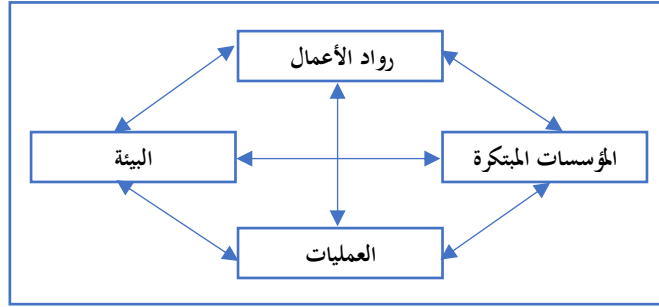 رواد الأعمال
المؤسسات المبتكرة
البيئة
العمليات